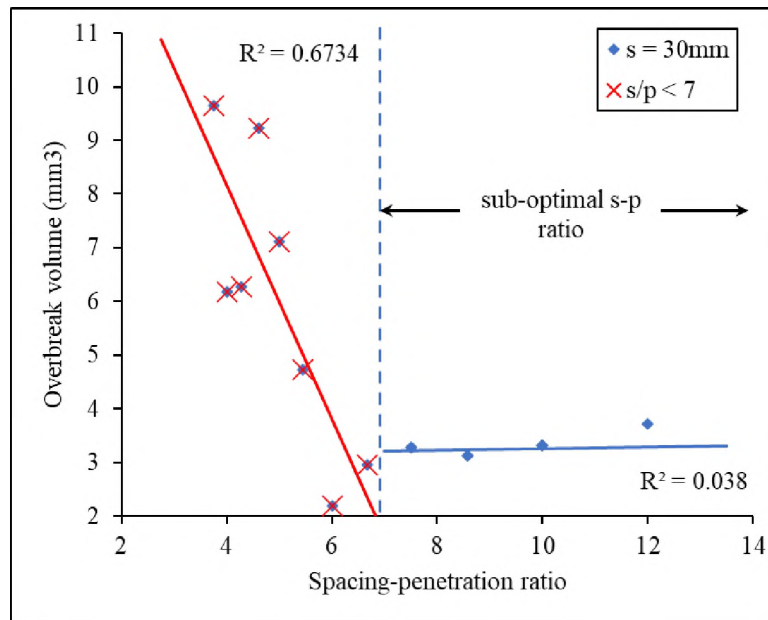 R² = 0.6734
s = 30mm
s/p < 7
sub-optimal s-p
ratio
R² = 0.038
Overbreak volume (mm3)
11
10
9
8
7
6
5
4
3
2
2 4 6 8 10 12 14
Spacing-penetration ratio